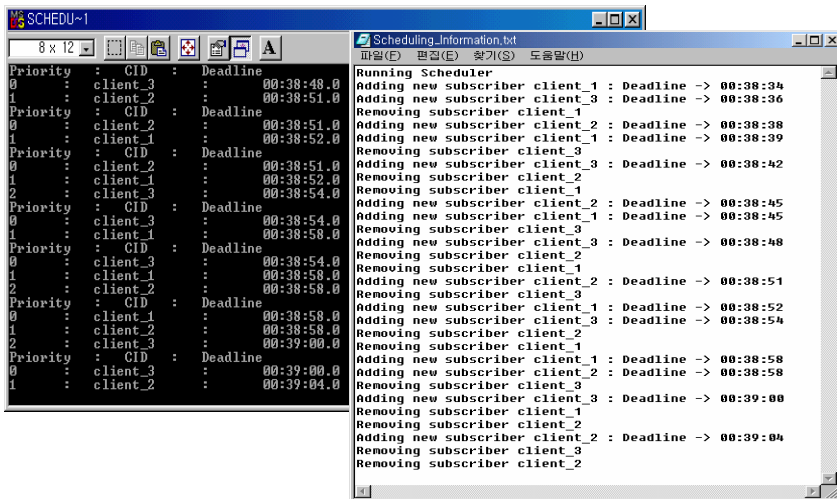 SCHEDU~1
8 x 12
A
Priority : CID : Deadline
0 : client_3 : 00:38:48.0
1 : client_2 : 00:38:51.0
Priority : CID : Deadline
0 : client_2 : 00:38:51.0
1 : client_1 : 00:38:52.0
Priority : CID : Deadline
0 : client_2 : 00:38:51.0
1 : client_1 : 00:38:52.0
2 : client_3 : 00:38:54.0
Priority : CID : Deadline
0 : client_3 : 00:38:54.0
1 : client_1 : 00:38:58.0
Priority : CID : Deadline
0 : client_3 : 00:38:54.0
1 : client_1 : 00:38:58.0
2 : client_2 : 00:38:58.0
Priority : CID : Deadline
0 : client_1 : 00:38:58.0
1 : client_2 : 00:38:58.0
2 : client_3 : 00:39:00.0
Priority : CID : Deadline
0 : client_3 : 00:39:00.0
1 : client_2 : 00:39:04.0
Scheduling_Information,txt
파일(F) 편집(E) 찾기(S) 도움말(H)
Running Scheduler
Adding new subscriber client_1 : Deadline -> 00:38:34
Adding new subscriber client_3 : Deadline -> 00:38:36
Removing subscriber client_1
Adding new subscriber client_2 : Deadline -> 00:38:38
Adding new subscriber client_1 : Deadline -> 00:38:39
Removing subscriber client_3
Adding new subscriber client_3 : Deadline -> 00:38:42
Removing subscriber client_2
Removing subscriber client_1
Adding new subscriber client_2 : Deadline -> 00:38:45
Adding new subscriber client_1 : Deadline -> 00:38:45
Removing subscriber client_3
Adding new subscriber client_3 : Deadline -> 00:38:48
Removing subscriber client_2
Removing subscriber client_1
Adding new subscriber client_2 : Deadline -> 00:38:51
Removing subscriber client_3
Adding new subscriber client_1 : Deadline -> 00:38:52
Adding new subscriber client_3 : Deadline -> 00:38:54
Removing subscriber client_2
Removing subscriber client_1
Adding new subscriber client_1 : Deadline -> 00:38:58
Adding new subscriber client_2 : Deadline -> 00:38:58
Removing subscriber client_3
Adding new subscriber client_3 : Deadline -> 00:39:00
Removing subscriber client_1
Removing subscriber client_2
Adding new subscriber client_2 : Deadline -> 00:39:04
Removing subscriber client_3
Removing subscriber client_2